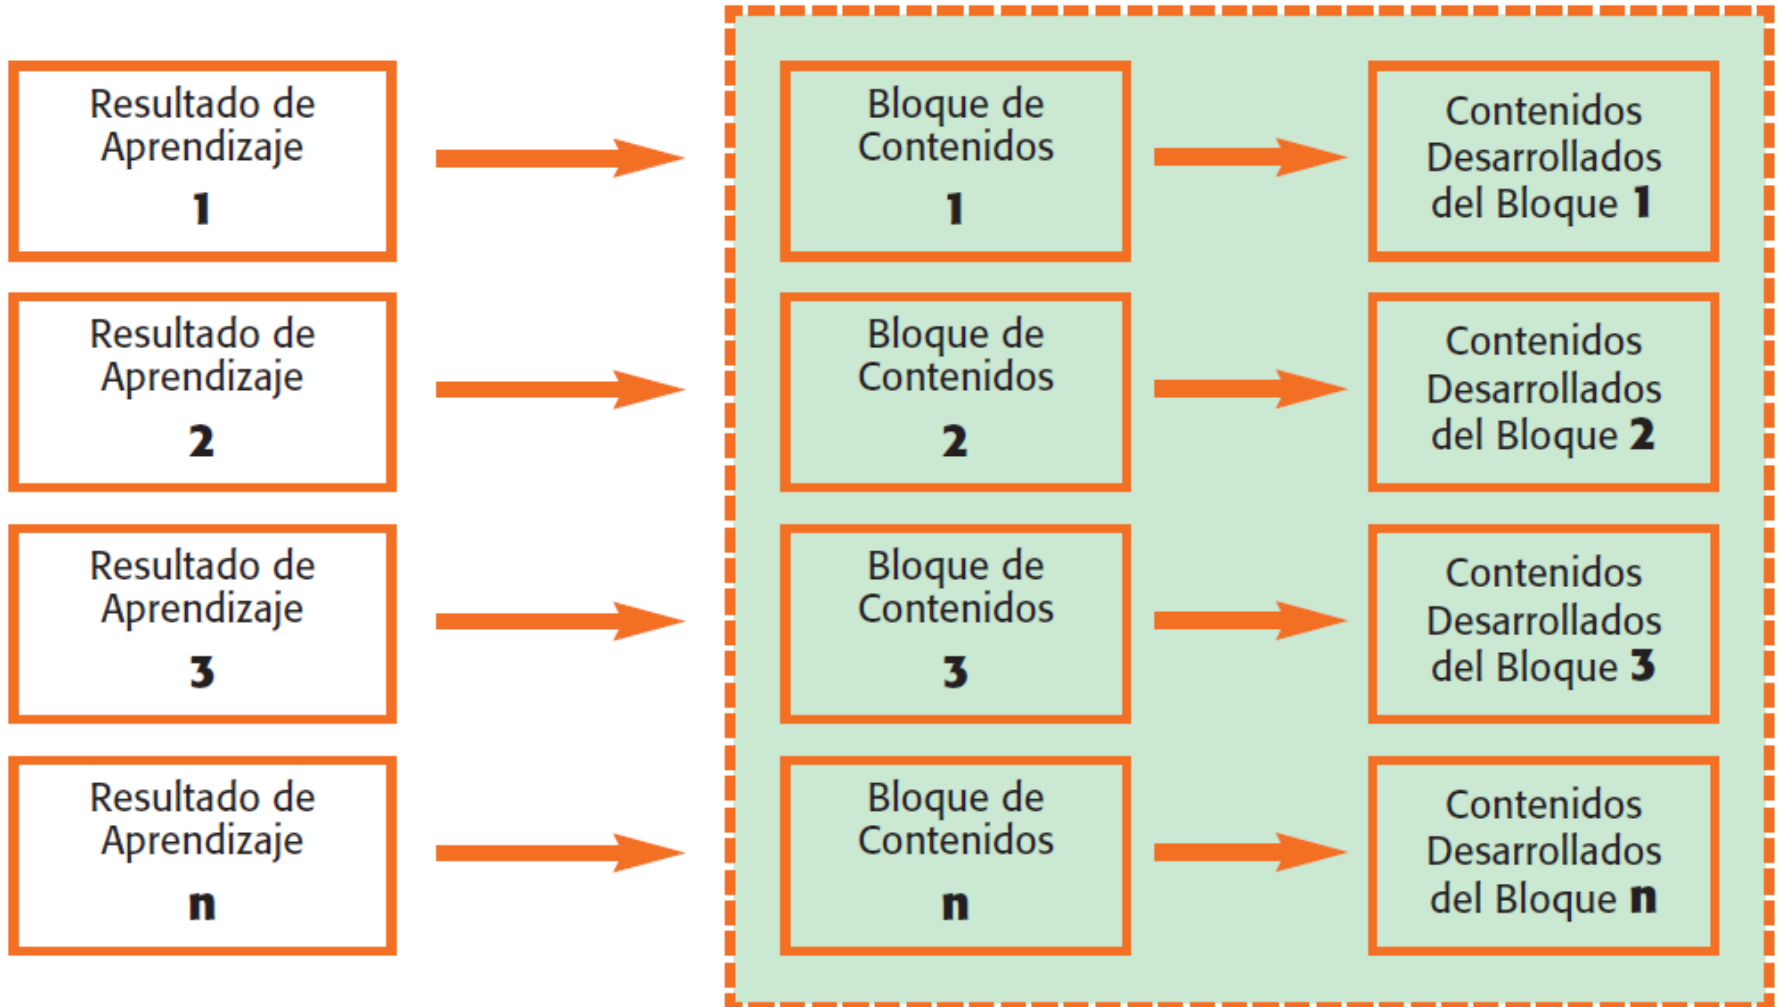 Resultado de
Aprendizaje
1
Bloque de
Contenidos
1
Contenidos
Desarrollados
del Bloque 1
Resultado de
Aprendizaje
2
Bloque de
Contenidos
2
Contenidos
Desarrollados
del Bloque 2
Resultado de
Aprendizaje
3
Bloque de
Contenidos
3
Contenidos
Desarrollados
del Bloque 3
Resultado de
Aprendizaje
n
Bloque de
Contenidos
n
Contenidos
Desarrollados
del Bloque n